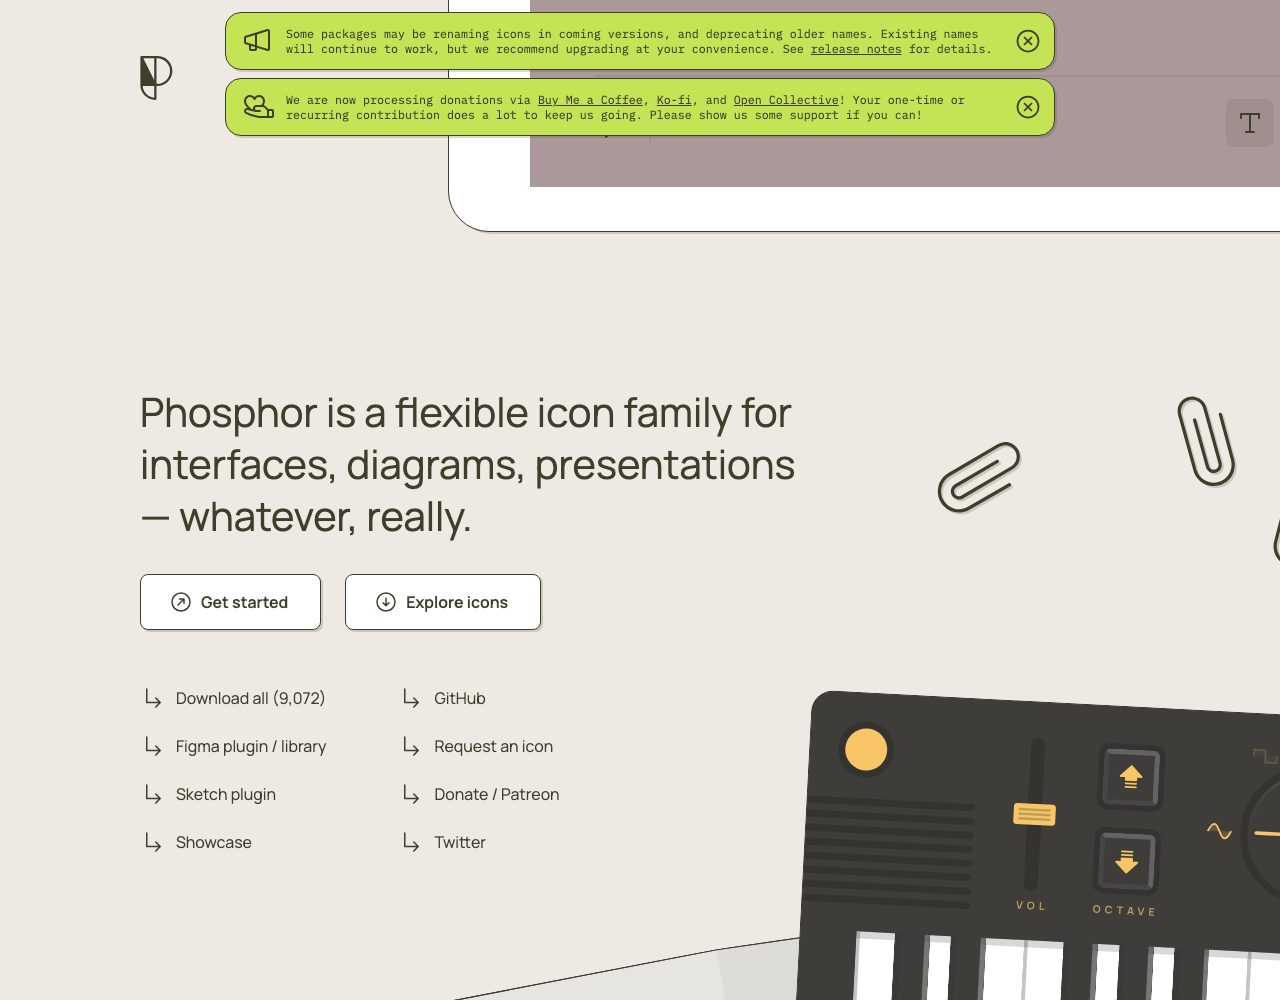 Some packages may be renaming icons in coming versions, and deprecating older names. Existing names
will continue to work, but we recommend upgrading at your convenience. See release notes for details.
We are now processing donations via Buy Me a Coffee, Ko-fi, and Open Collective! Your one-time or
recurring contribution does a lot to keep us going. Please show us some support if you can!
Phosphor is a flexible icon family for
interfaces, diagrams, presentations
— whatever, really.
Get started
Explore icons
Download all (9,072)
GitHub
Figma plugin / library
Request an icon
Sketch plugin
Donate / Patreon
Showcase
Twitter
VOL
OCTAVE